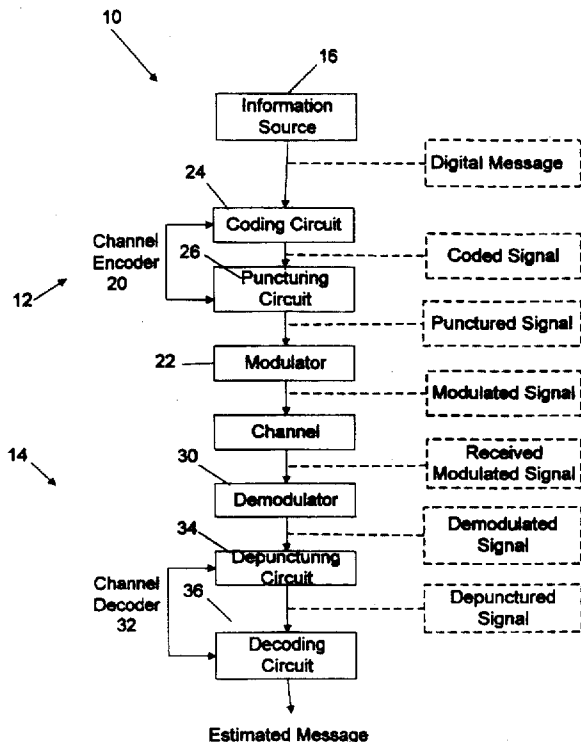 10
16
Information
Source
Digital Message
24
Coding Circuit
Channel
Encoder
20
26
Coded Signal
Puncturing
Circuit
12
Punctured Signal
22
Modulator
Modulated Signal
Channel
14
Received
Modulated Signal
30
Demodulator
34
Demodulated
Signal
Depuncturing
Circuit
Channel
Decoder
32
36
Depunctured
Signal
Decoding
Circuit
Estimated Message